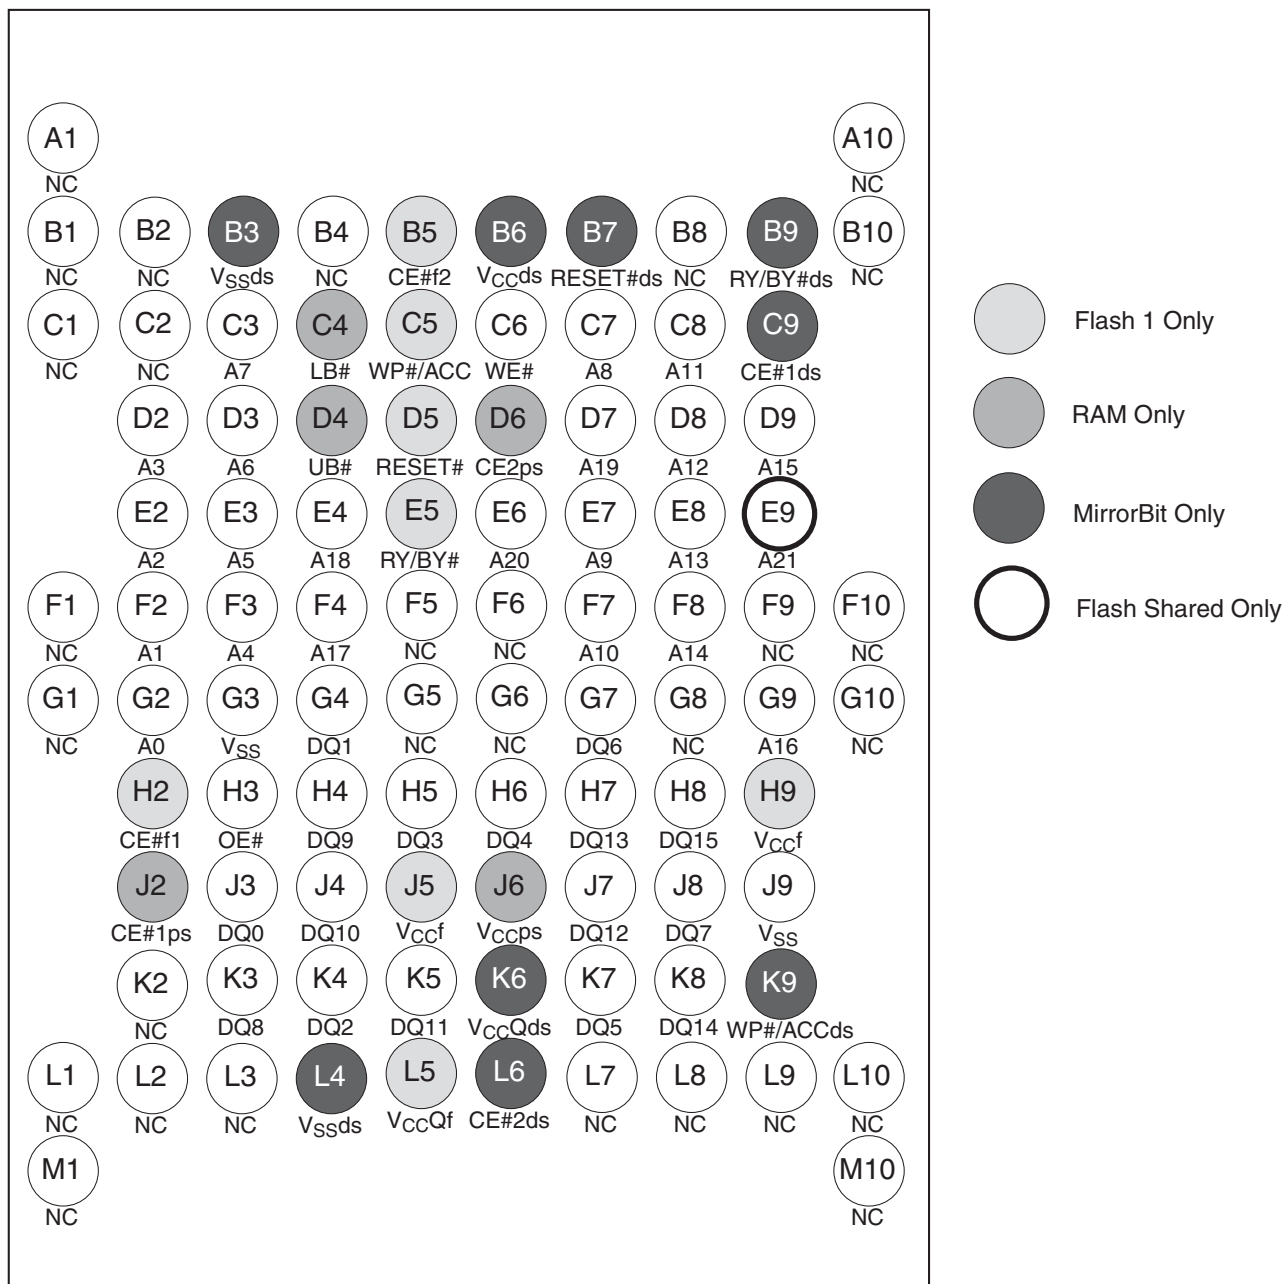 A1 A10
NC NC
B1 B2 B3 B4 B5 B6 B7 B8 B9 B10
NC NC VSSds NC CE#f2 VCCds RESET#ds NC RY/BY#ds NC
C1 C2 C3 C4 C5 C6 C7 C8 C9
NC NC A7 LB# WP#/ACC WE# A8 A11 CE#1ds
D2 D3 D4 D5 D6 D7 D8 D9
A3 A6 UB# RESET# CE2ps A19 A12 A15
E2 E3 E4 E5 E6 E7 E8 E9
A2 A5 A18 RY/BY# A20 A9 A13 A21
F1 F2 F3 F4 F5 F6 F7 F8 F9 F10
NC A1 A4 A17 NC NC A10 A14 NC NC
G1 G2 G3 G4 G5 G6 G7 G8 G9 G10
NC A0 VSS DQ1 NC NC DQ6 NC A16 NC
H2 H3 H4 H5 H6 H7 H8 H9
CE#f1 OE# DQ9 DQ3 DQ4 DQ13 DQ15 VCCf
J2 J3 J4 J5 J6 J7 J8 J9
CE#1ps DQ0 DQ10 VCCf VCCps DQ12 DQ7 VSS
K2 K3 K4 K5 K6 K7 K8 K9
NC DQ8 DQ2 DQ11 VCCQds DQ5 DQ14 WP#/ACCds
L1 L2 L3 L4 L5 L6 L7 L8 L9 L10
NC NC NC VSSds VCCQf CE#2ds NC NC NC NC
M1 M10
NC NC
Flash 1 Only
RAM Only
MirrorBit Only
Flash Shared Only